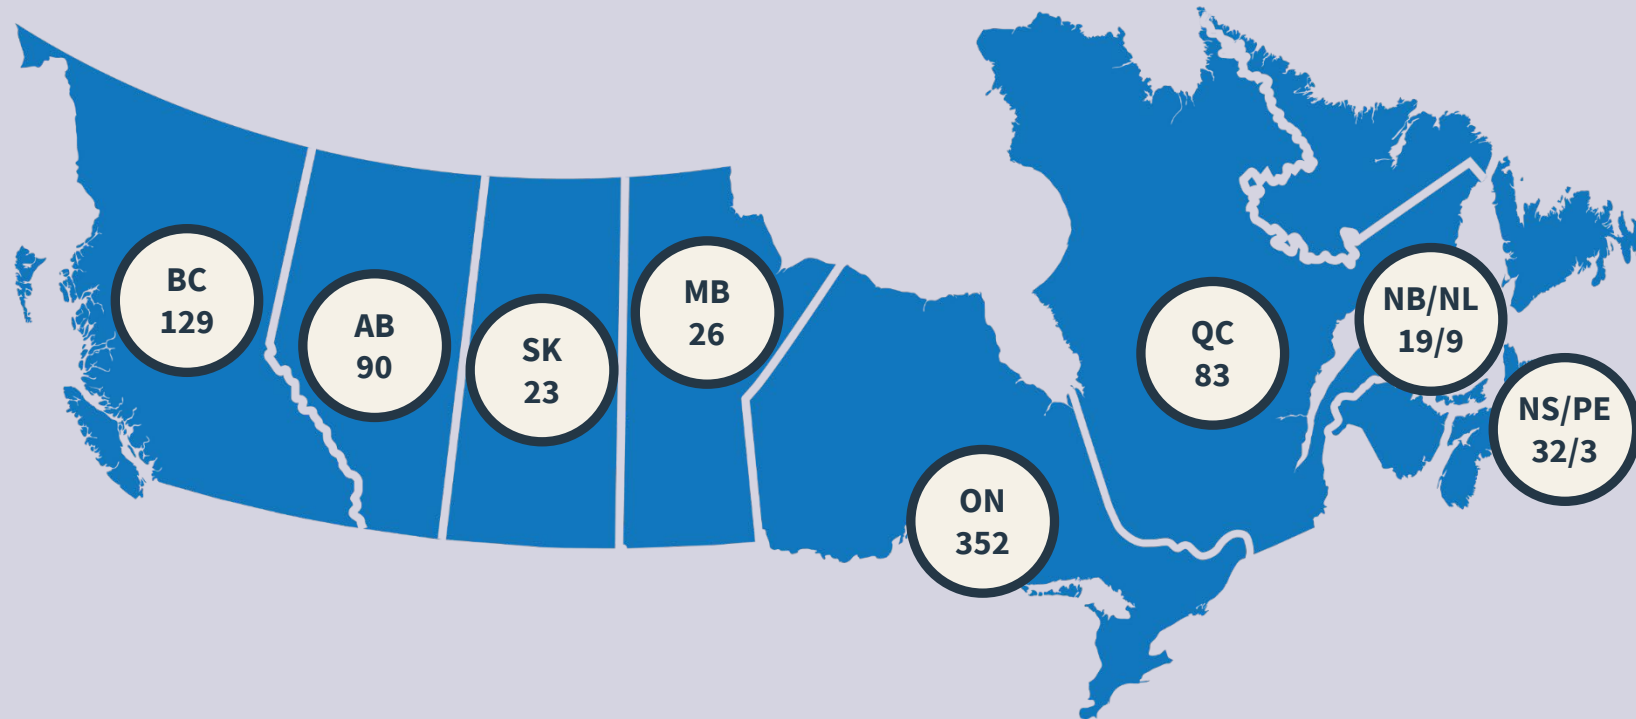 BC
129
AB
90
SK
23
MB
26
ON
352
QC
83
NB/NL
19/9
NS/PE
32/3